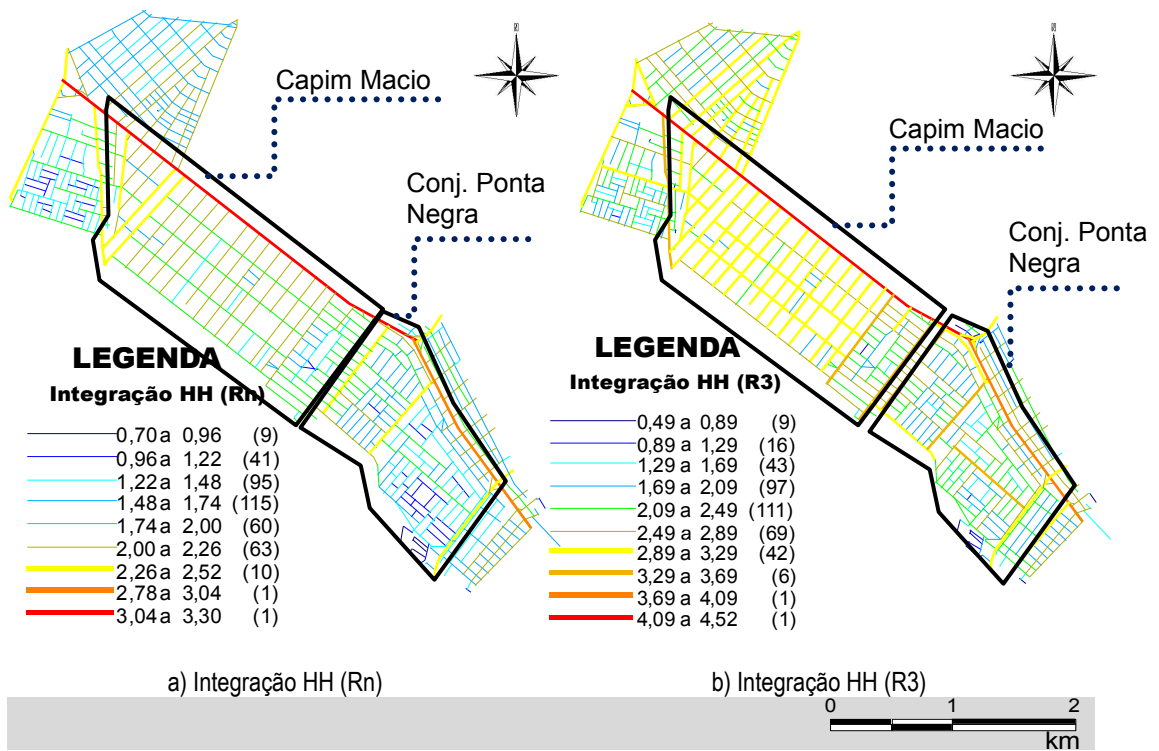 Capim Macio
Conj. Ponta
Negra
LEGENDA
Integração HH (Rn)
0,70 a 0,96 (9)
0,96 a 1,22 (41)
1,22 a 1,48 (95)
1,48 a 1,74 (115)
1,74 a 2,00 (60)
2,00 a 2,26 (63)
2,26 a 2,52 (10)
2,78 a 3,04 (1)
3,04 a 3,30 (1)
a) Integração HH (Rn)
Capim Macio
Conj. Ponta
Negra
LEGENDA
Integração HH (R3)
0,49 a 0,89 (9)
0,89 a 1,29 (16)
1,29 a 1,69 (43)
1,69 a 2,09 (97)
2,09 a 2,49 (111)
2,49 a 2,89 (69)
2,89 a 3,29 (42)
3,29 a 3,69 (6)
3,69 a 4,09 (1)
4,09 a 4,52 (1)
b) Integração HH (R3)
0 1 2
km